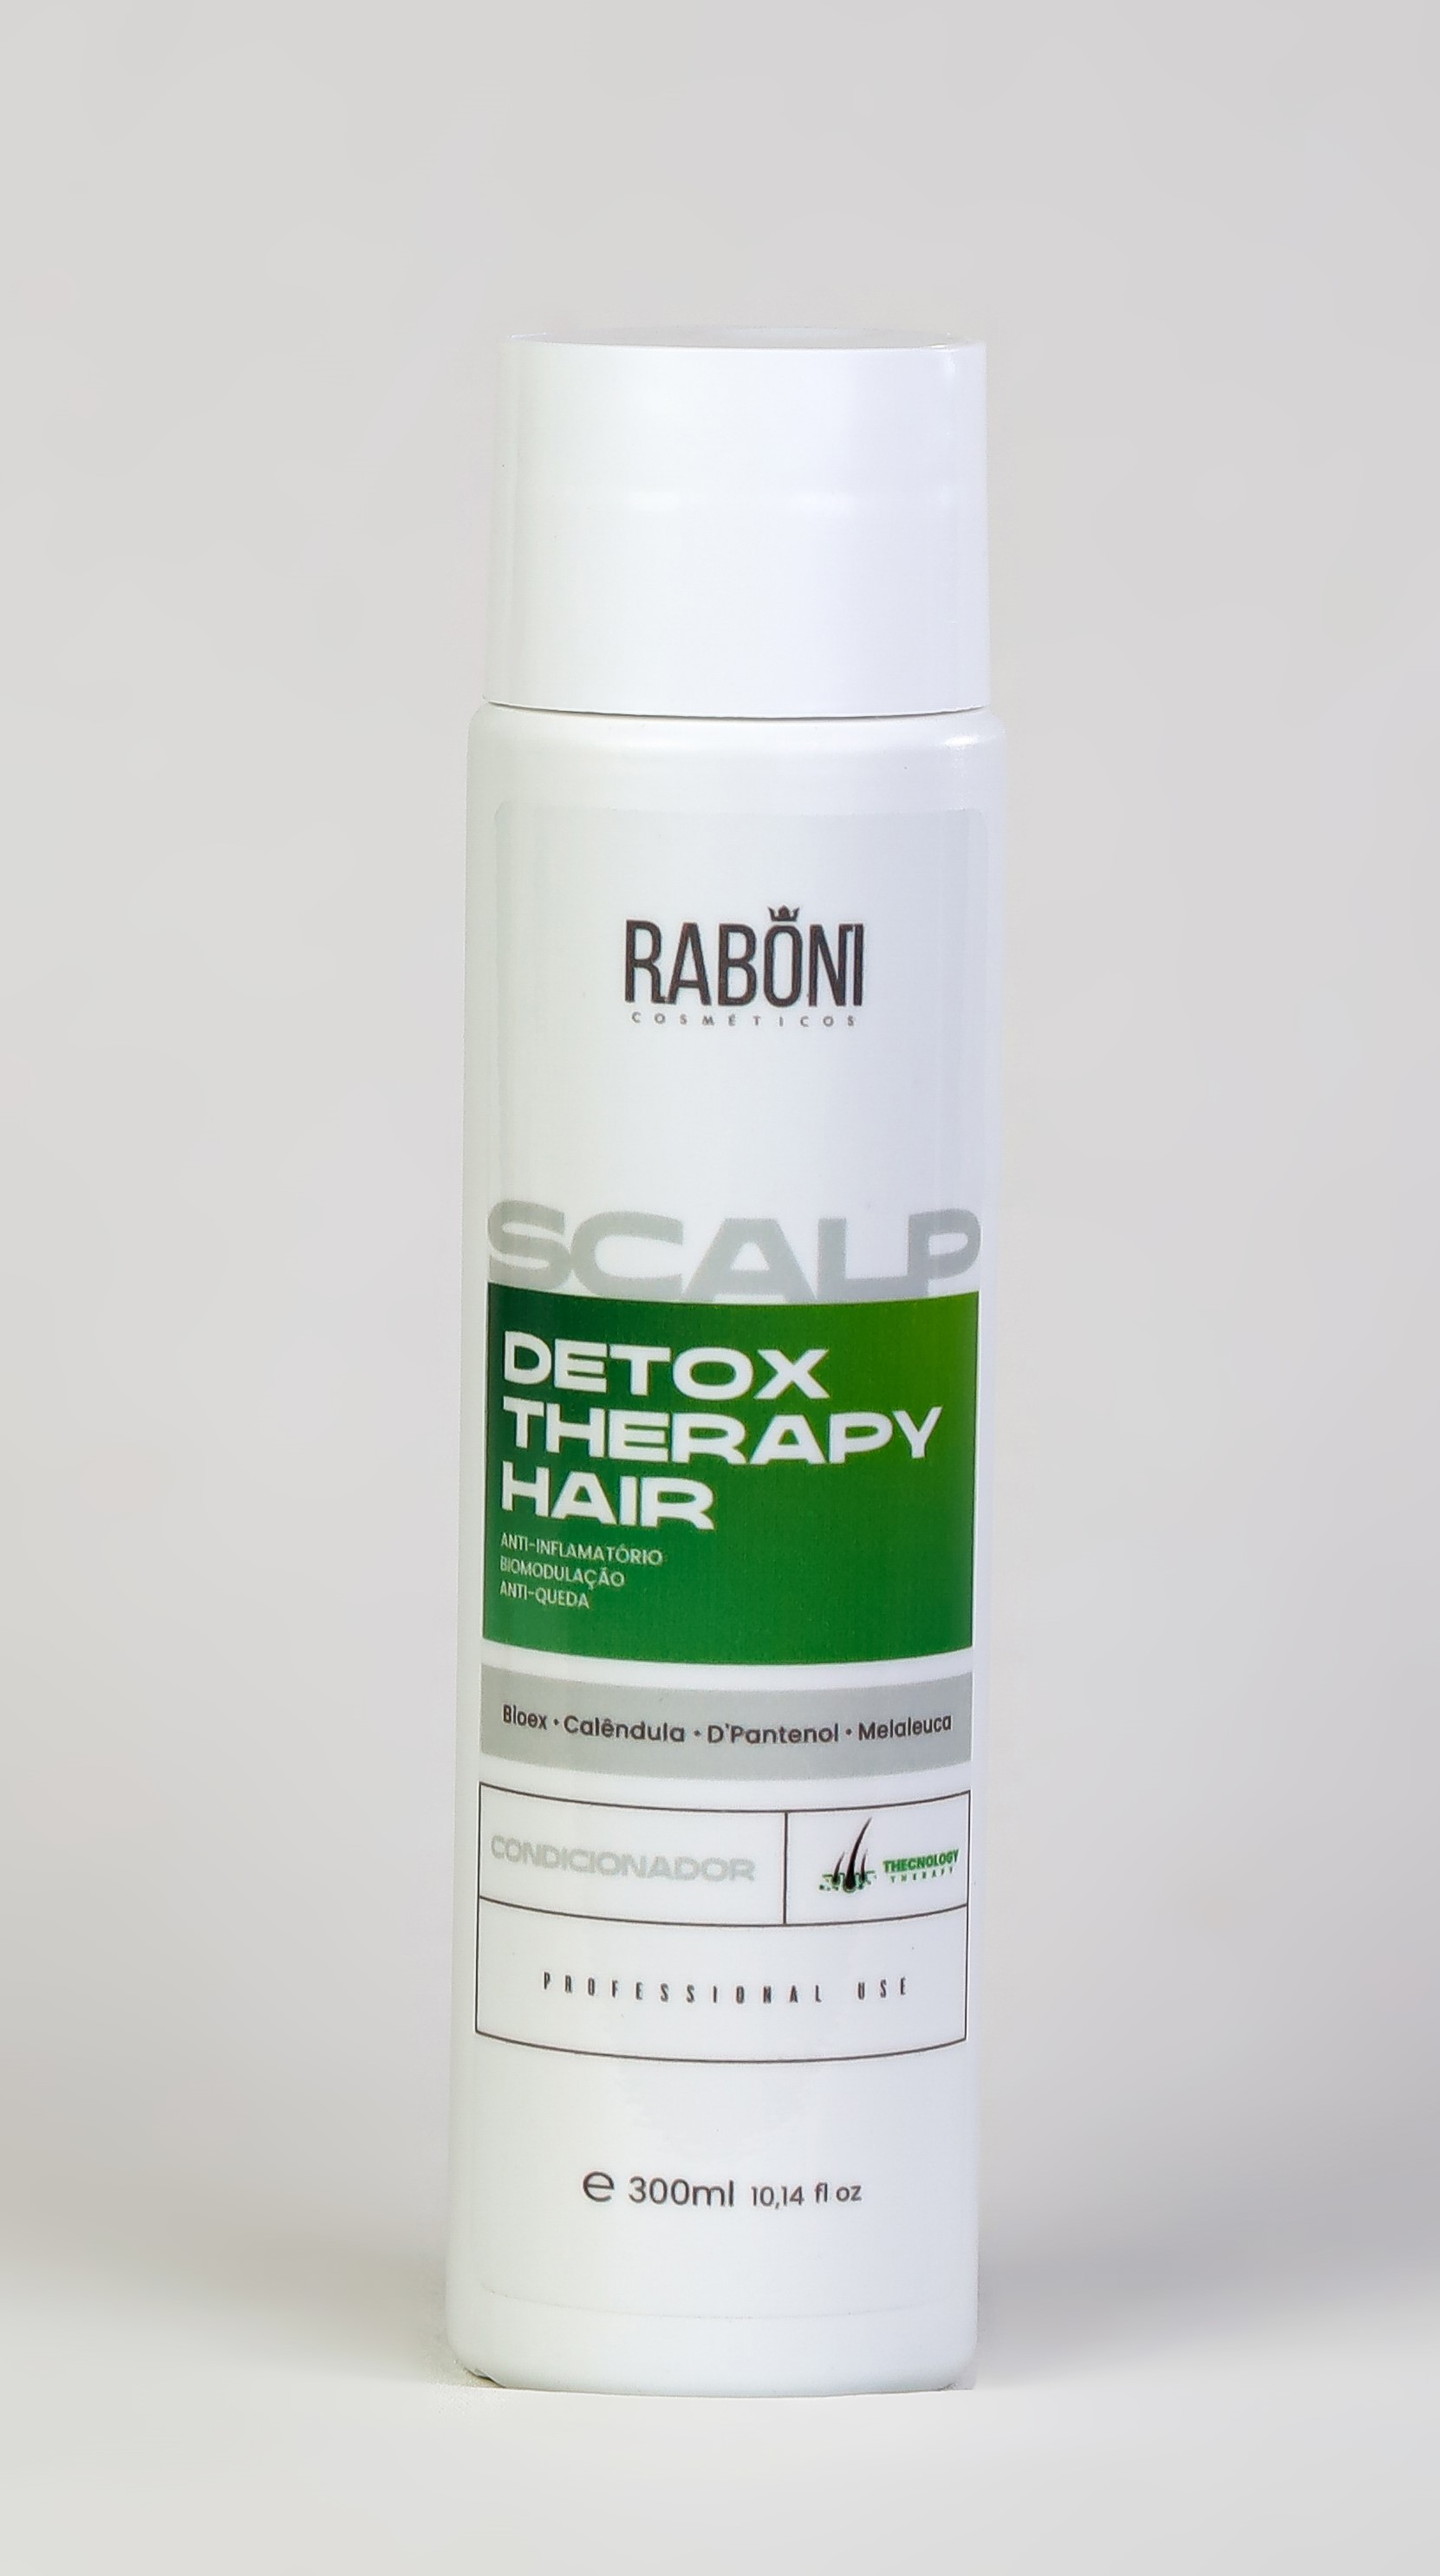 RABONI
COSMÉTICOS
SCALP
DETOX
THERAPY
HAIR
ANTI-INFLAMATÓRIO
BIOMODULAÇÃO
ANTI-QUEDA
Bioex • Calêndula • D'Pantenol • Melaleuca
CONDICIONADOR
THECNOLOGY
THERAPY
PROFESSIONAL USE
℮ 300ml 10,14 fl oz